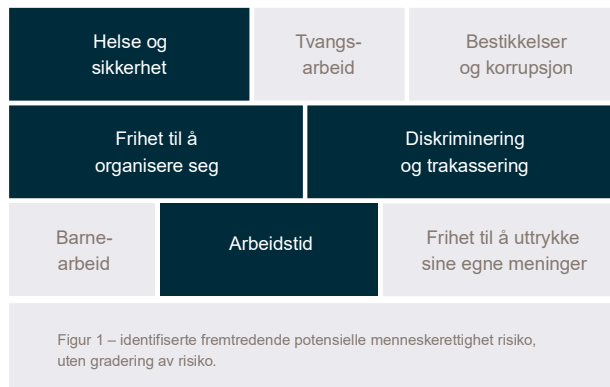 Helse og
sikkerhet
Tvangs-
arbeid
Bestikkelser
og korrupsjon
Frihet til å
organisere seg
Diskriminering
og trakassering
Barne-
arbeid
Arbeidstid
Frihet til å uttrykke
sine egne meninger
Figur 1 – identifiserte fremtredende potensielle menneskerettighet risiko,
uten gradering av risiko.